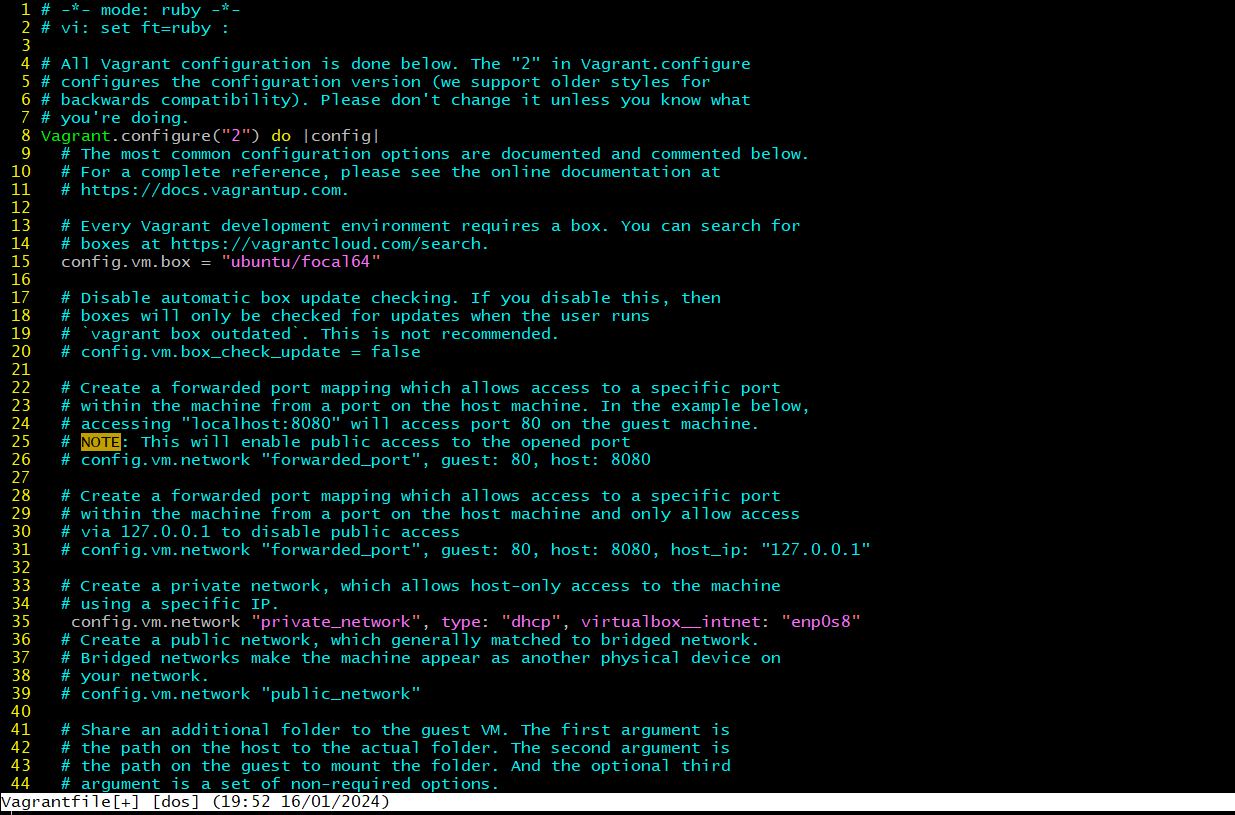 1 # -*- mode: ruby -*-
2 # vi: set ft=ruby :
3
4 # All Vagrant configuration is done below. The "2" in Vagrant.configure
5 # configures the configuration version (we support older styles for
6 # backwards compatibility). Please don't change it unless you know what
7 # you're doing.
8 Vagrant.configure("2") do |config|
9   # The most common configuration options are documented and commented below.
10   # For a complete reference, please see the online documentation at
11   # https://docs.vagrantup.com.
12
13   # Every Vagrant development environment requires a box. You can search for
14   # boxes at https://vagrantcloud.com/search.
15   config.vm.box = "ubuntu/focal64"
16
17   # Disable automatic box update checking. If you disable this, then
18   # boxes will only be checked for updates when the user runs
19   # `vagrant box outdated`. This is not recommended.
20   # config.vm.box_check_update = false
21
22   # Create a forwarded port mapping which allows access to a specific port
23   # within the machine from a port on the host machine. In the example below,
24   # accessing "localhost:8080" will access port 80 on the guest machine.
25   # NOTE: This will enable public access to the opened port
26   # config.vm.network "forwarded_port", guest: 80, host: 8080
27
28   # Create a forwarded port mapping which allows access to a specific port
29   # within the machine from a port on the host machine and only allow access
30   # via 127.0.0.1 to disable public access
31   # config.vm.network "forwarded_port", guest: 80, host: 8080, host_ip: "127.0.0.1"
32
33   # Create a private network, which allows host-only access to the machine
34   # using a specific IP.
35    config.vm.network "private_network", type: "dhcp", virtualbox__intnet: "enp0s8"
36   # Create a public network, which generally matched to bridged network.
37   # Bridged networks make the machine appear as another physical device on
38   # your network.
39   # config.vm.network "public_network"
40
41   # Share an additional folder to the guest VM. The first argument is
42   # the path on the host to the actual folder. The second argument is
43   # the path on the guest to mount the folder. And the optional third
44   # argument is a set of non-required options.
Vagrantfile[+] [dos] (19:52 16/01/2024)